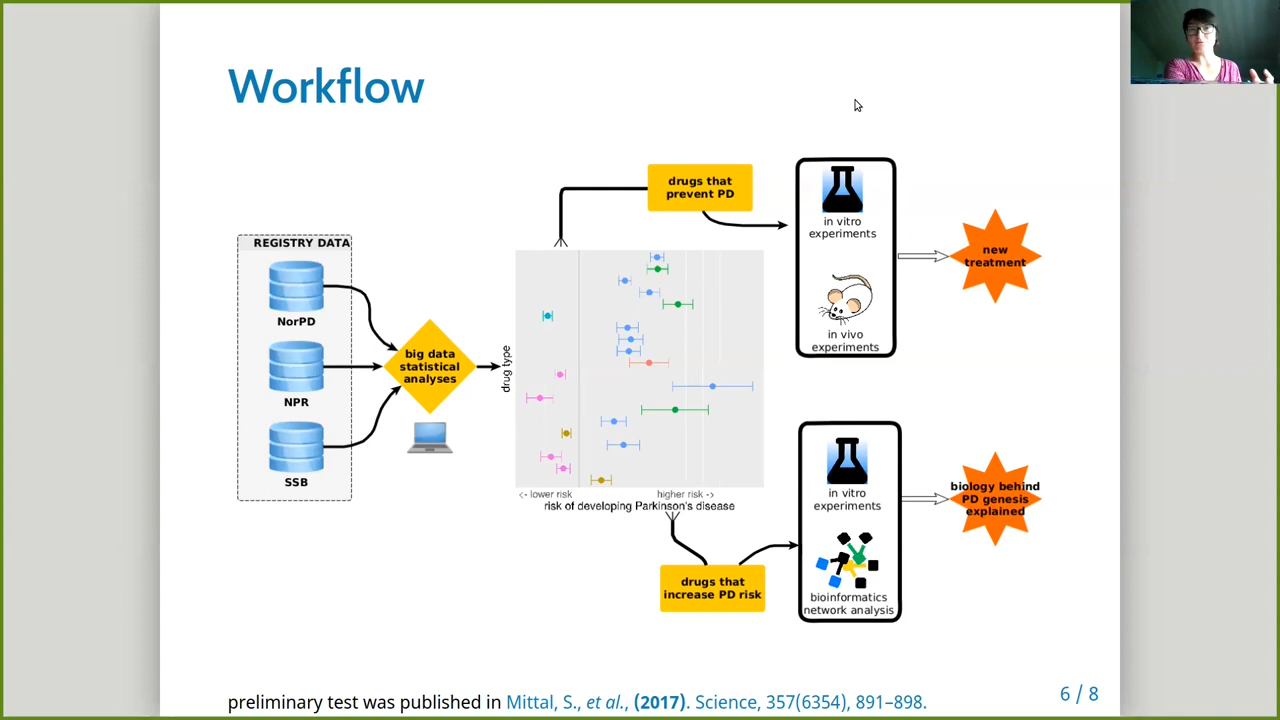 Workflow
REGISTRY DATA
NorPD
NPR
SSB
big data
statistical
analyses
drug type
<- lower risk
higher risk ->
risk of developing Parkinson's disease
drugs that
prevent PD
in vitro
experiments
in vivo
experiments
new
treatment
drugs that
increase PD risk
in vitro
experiments
bioinformatics
network analysis
biology behind
PD genesis
explained
preliminary test was published in Mittal, S., et al., (2017). Science, 357(6354), 891–898.
6 / 8